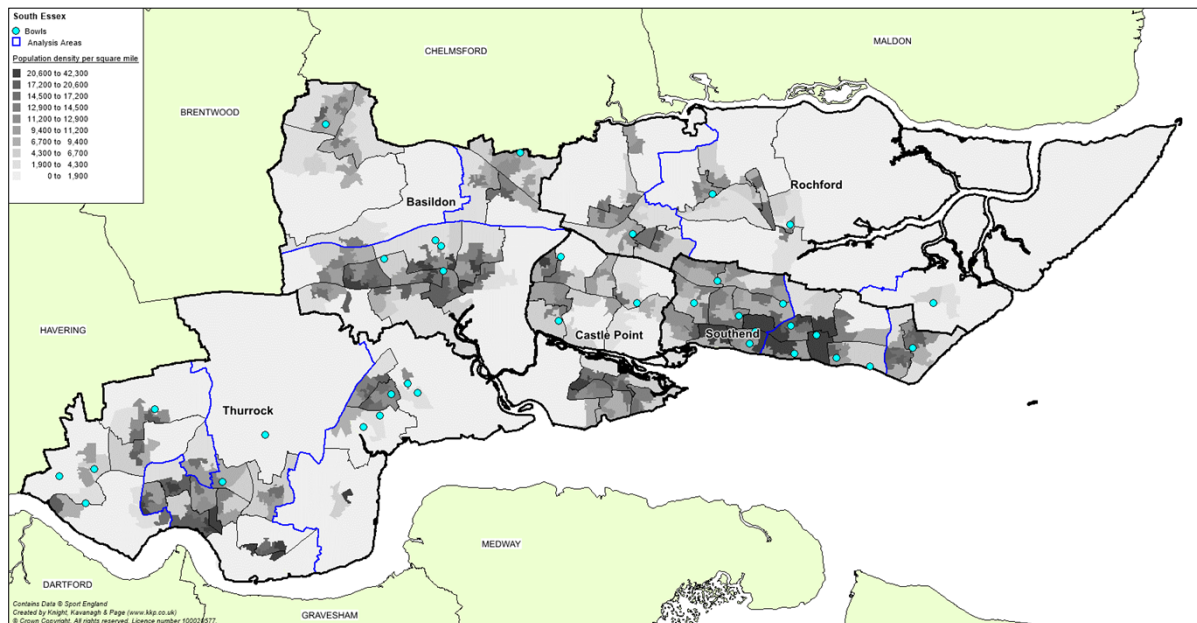 South Essex
Bowls
Analysis Areas
Population density per square mile
20,600 to 42,300
17,200 to 20,600
14,500 to 17,200
12,900 to 14,500
11,200 to 12,900
9,400 to 11,200
6,700 to 9,400
4,300 to 6,700
1,900 to 4,300
0 to 1,900
CHELMSFORD
MALDON
BRENTWOOD
Rochford
Basildon
HAVERING
Castle Point
Southend
Thurrock
MEDWAY
DARTFORD
GRAVESHAM
Contains Data © Sport England
Created by Knight, Kavanagh & Page (www.kkp.co.uk)
© Crown Copyright. All rights reserved. Licence number 100020577.